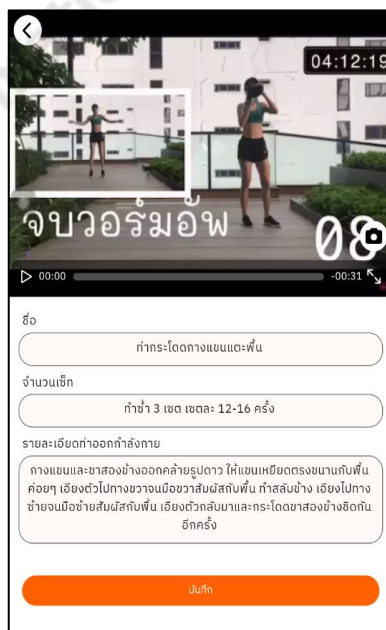 04:12:19
จบวอร์มอัพ
08
00:00
-00:31
ชื่อ
ท่ากระโดดกางแขนแตะพื้น
จำนวนเซ็ท
ทำซ้ำ 3 เซต เซตละ 12-16 ครั้ง
รายละเอียดท่าออกกำลังกาย
กางแขนและขาสองข้างออกคล้ายรูปดาว ให้แขนเหยียดตรงขนานกับพื้น
ค่อยๆ เอียงตัวไปทางขวาจนมือขวาสัมผัสกับพื้น ทำสลับข้าง เอียงไปทาง
ซ้ายจนมือซ้ายสัมผัสกับพื้น เอียงตัวกลับมาและกระโดดขาสองข้างชิดกัน
อีกครั้ง
บันทึก